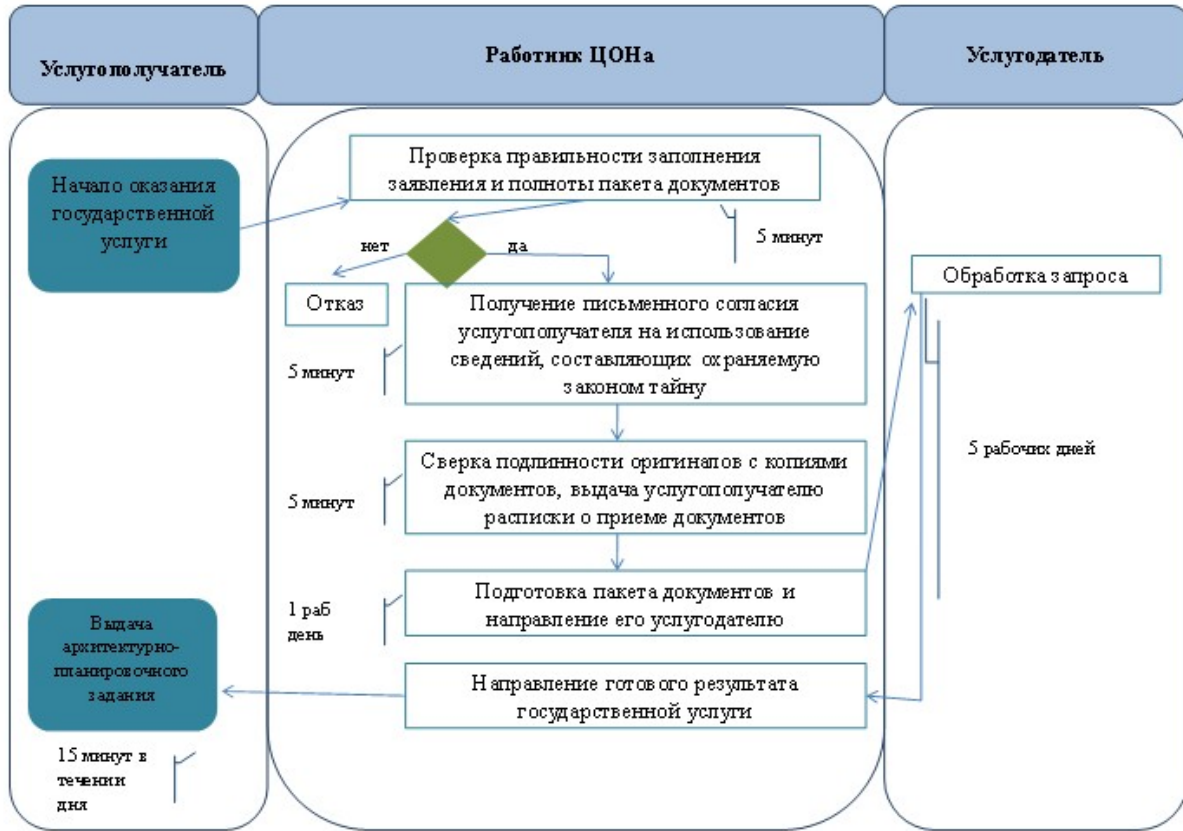 Услугополучатель
Работник ЦОНа
Услугодатель
Начало оказания
государственной
услуги
Проверка правильности заполнения
заявления и полноты пакета документов
5 минут
нет
да
Отказ
Получение письменного согласия
услугополучателя на использование
сведений, составляющих охраняемую
законом тайну
5 минут
Обработка запроса
5 рабочих дней
Сверка подлинности оригиналов с копиями
документов, выдача услугополучателю
расписки о приеме документов
5 минут
Подготовка пакета документов и
направление его услугодателю
1 раб
день
Направление готового результата
государственной услуги
Выдача
архитектурно-
планировочного
задания
15 минут в
течении
дня